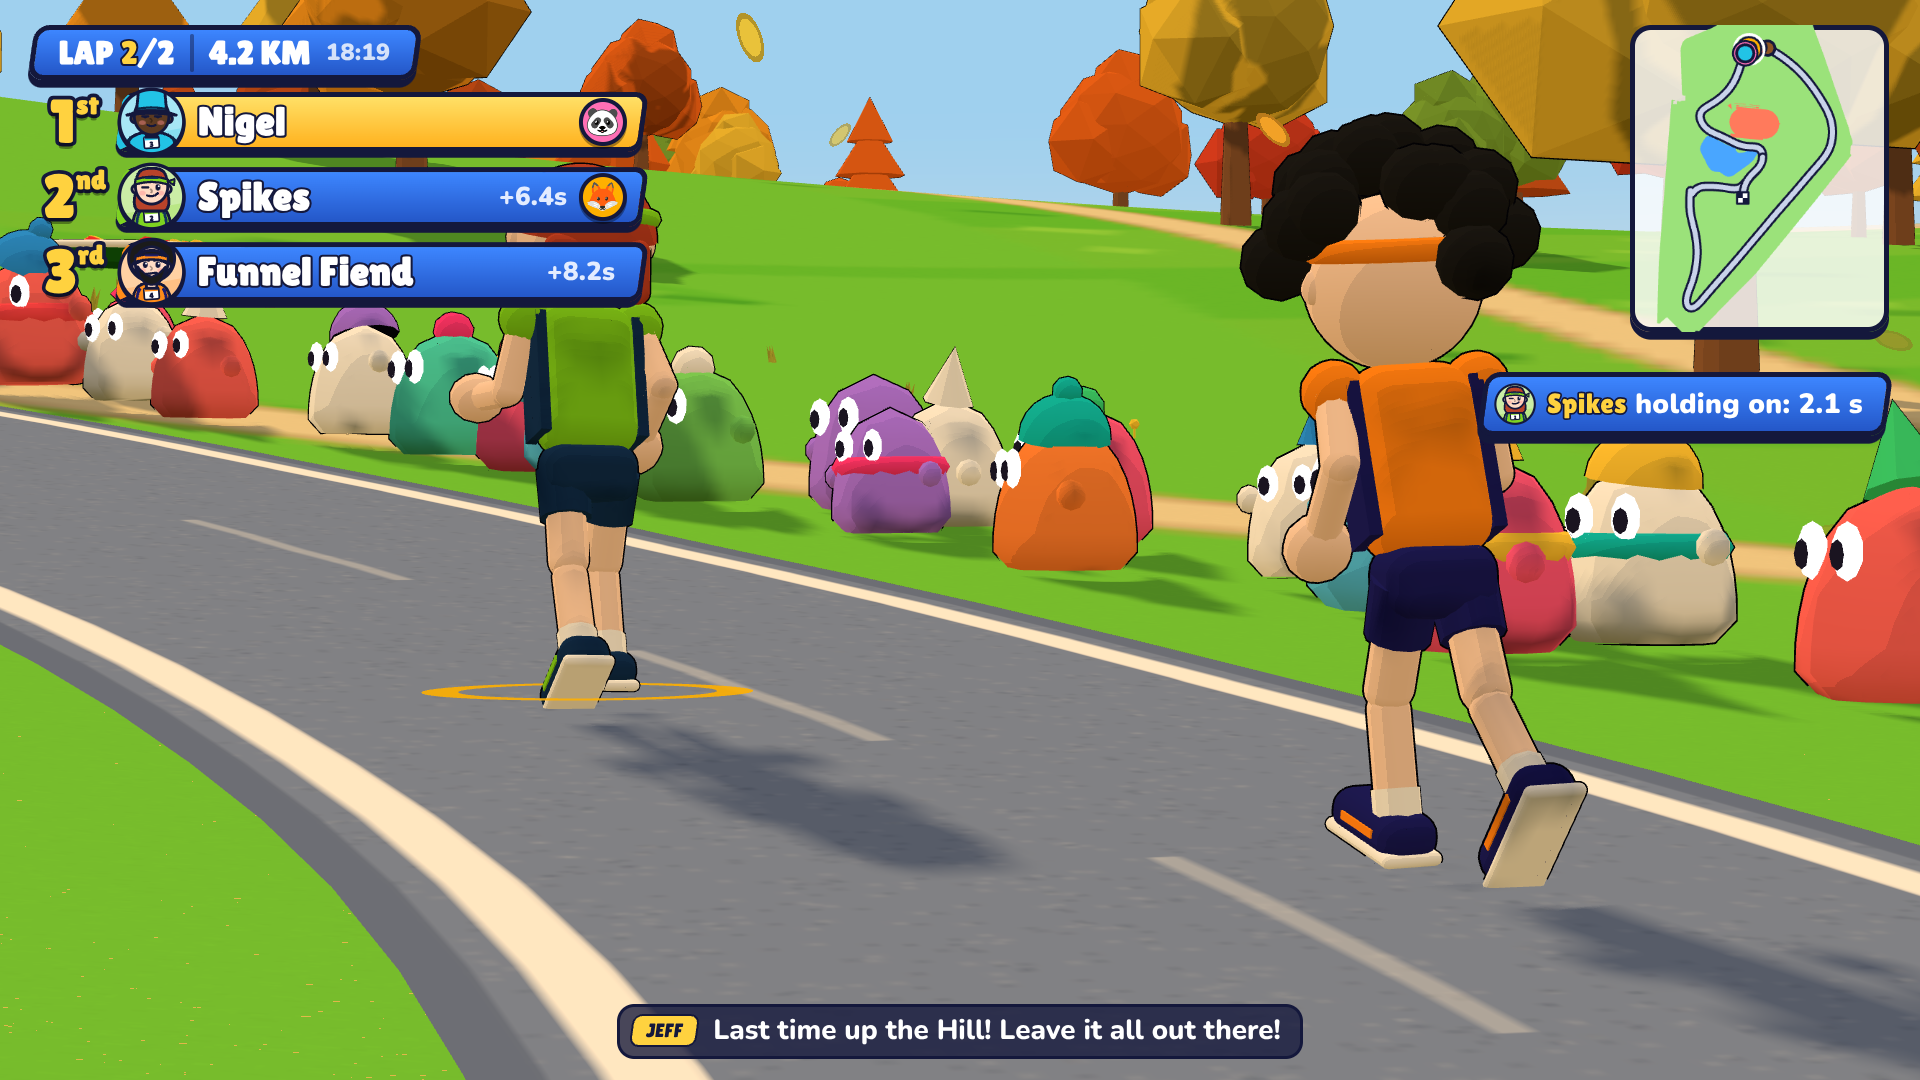 LAP 2/2 4.2 KM 18:19
1st Nigel
2nd Spikes +6.4s
3rd Funnel Fiend +8.2s
Spikes holding on: 2.1 s
JEFF Last time up the Hill! Leave it all out there!